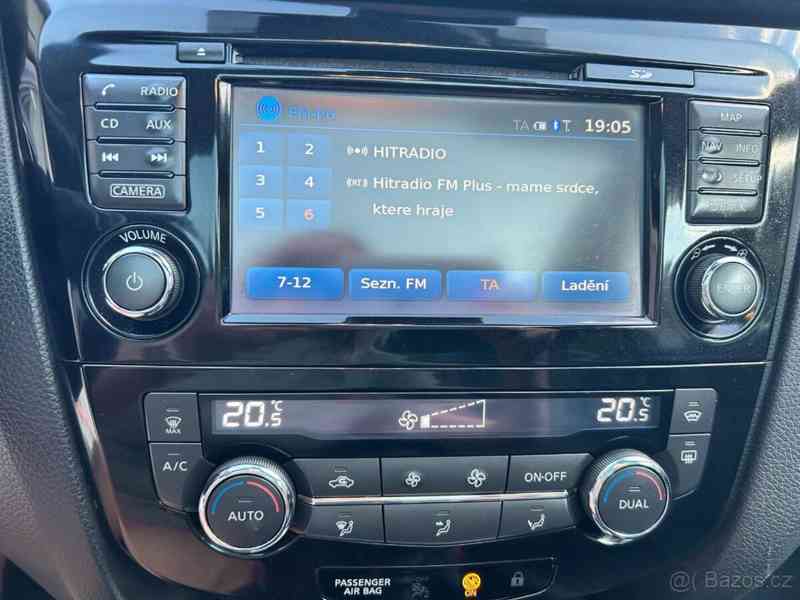 RADIO
CD AUX
CAMERA
VOLUME
FM-PG
TA T. 19:05
1 2 HITRADIO
3 4 Hitradio FM Plus - mame srdce,
5 6 ktere hraje
7-12 Sezn. FM TA Ladění
MAP
NAV INFO
SETUP
ENTER
20.5°C 20.5°C
MAX
A/C
AUTO
ON-OFF
DUAL
PASSENGER
AIR BAG
ON
@( Bazos.cz